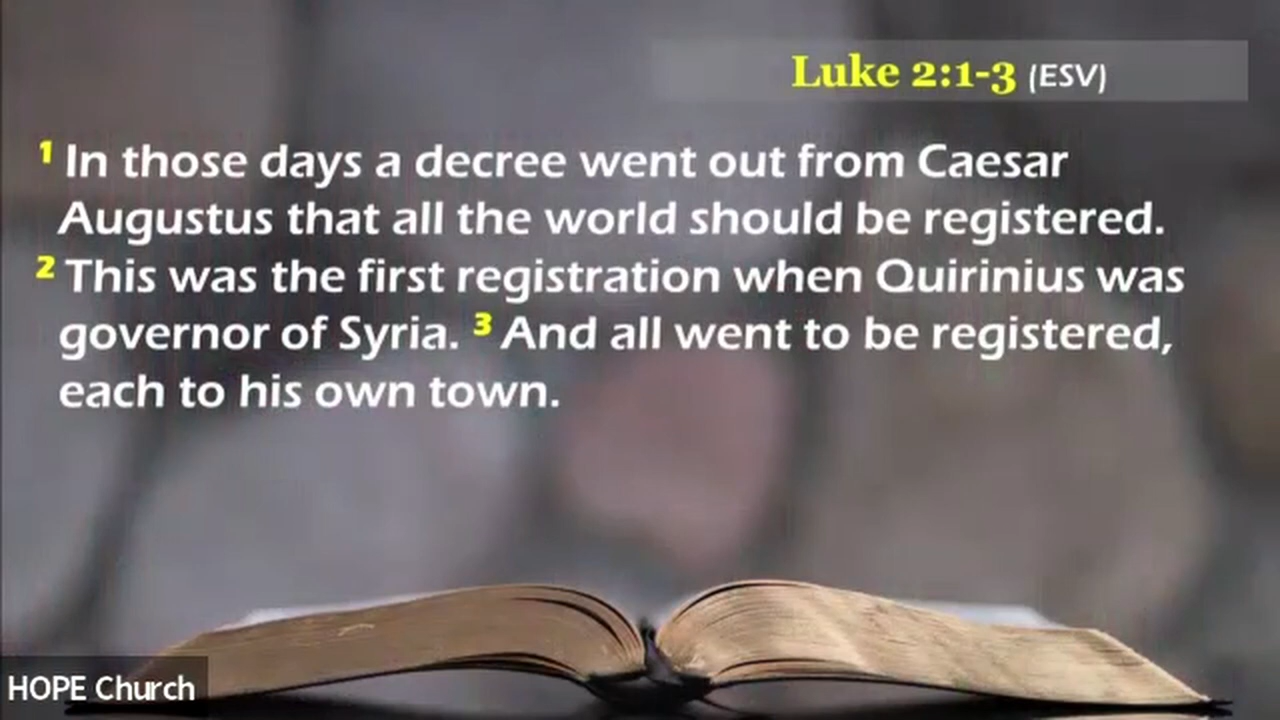 Luke 2:1-3 (ESV)
1 In those days a decree went out from Caesar
Augustus that all the world should be registered.
2 This was the first registration when Quirinius was
governor of Syria. 3 And all went to be registered,
each to his own town.
HOPE Church